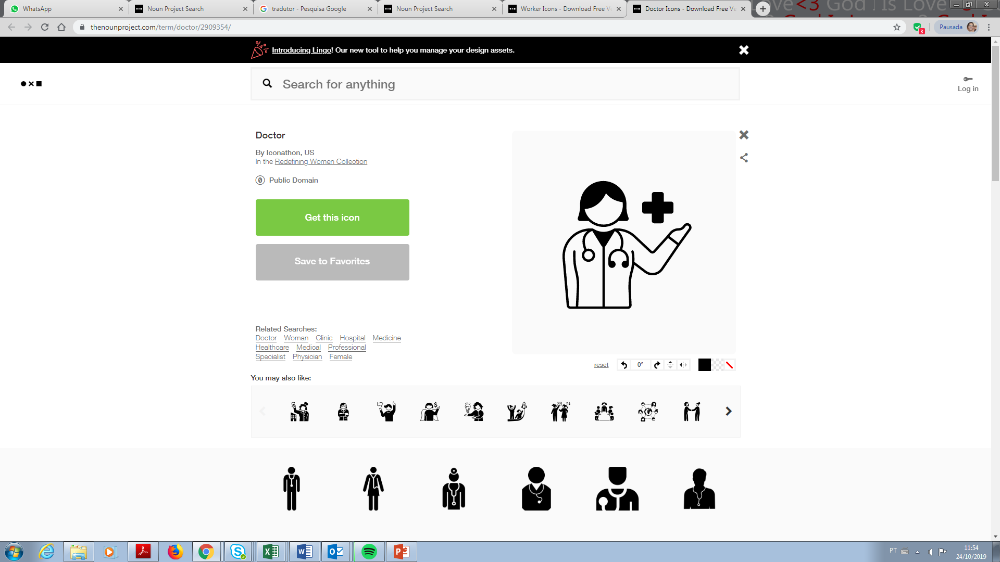 WhatsApp
Noun Project Search
tradutor - Pesquisa Google
Noun Project Search
Worker Icons - Download Free V
Doctor Icons - Download Free Ve
Love <3 God Is Love
thenounproject.com/term/doctor/2909354/
3
Pausada
Introducing Lingo! Our new tool to help you manage your design assets.
Search for anything
Log in
Doctor
By Iconathon, US
In the Redefining Women Collection
0 Public Domain
Get this icon
Save to Favorites
Related Searches:
Doctor Woman Clinic Hospital Medicine
Healthcare Medical Professional
Specialist Physician Female
reset
0°
You may also like:
PT
11:54
24/10/2019